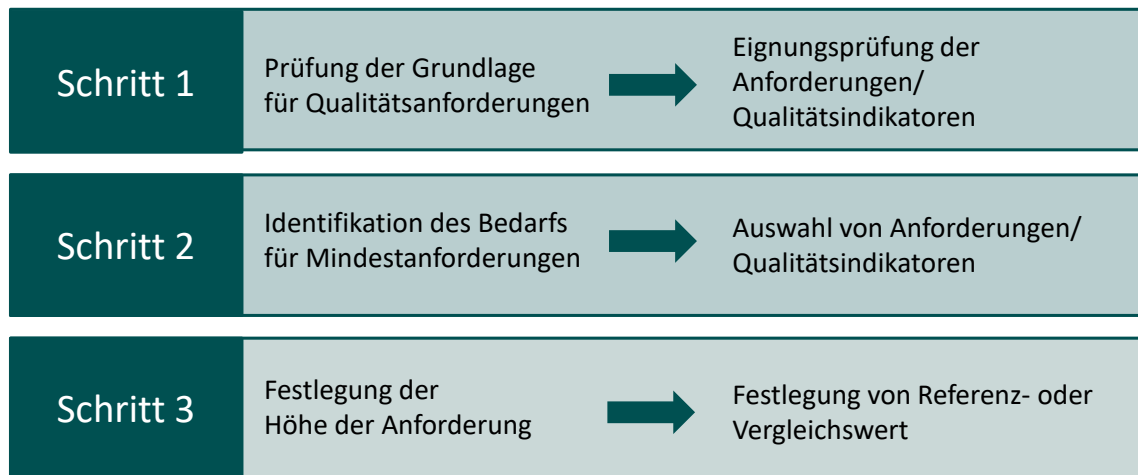 Schritt 1
Prüfung der Grundlage
für Qualitätsanforderungen
Eignungsprüfung der
Anforderungen/
Qualitätsindikatoren
Schritt 2
Identifikation des Bedarfs
für Mindestanforderungen
Auswahl von Anforderungen/
Qualitätsindikatoren
Schritt 3
Festlegung der
Höhe der Anforderung
Festlegung von Referenz- oder
Vergleichswert